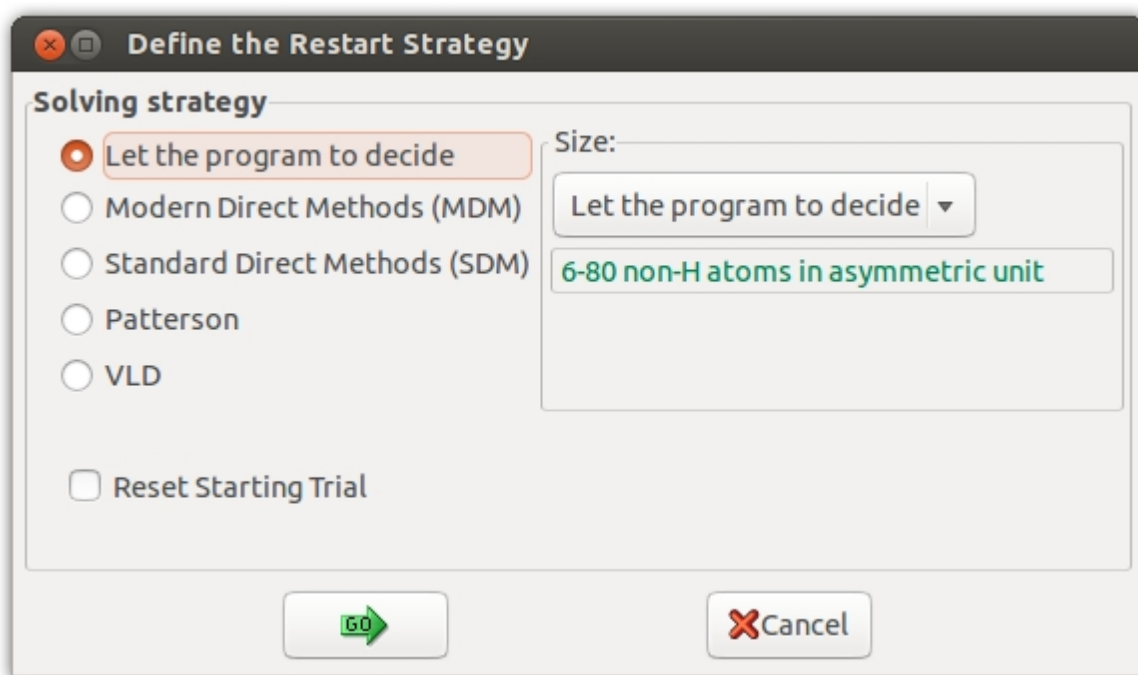 Define the Restart Strategy
Solving strategy
Let the program to decide
Modern Direct Methods (MDM)
Standard Direct Methods (SDM)
Patterson
VLD
Reset Starting Trial
Size:
Let the program to decide
6-80 non-H atoms in asymmetric unit
GO
Cancel